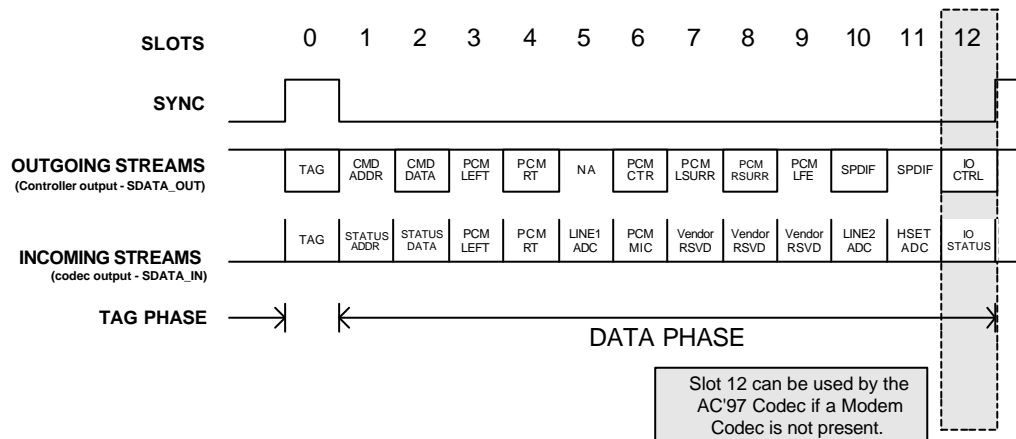 SLOTS 0 1 2 3 4 5 6 7 8 9 10 11 12
SYNC
OUTGOING STREAMS
(Controller output - SDATA_OUT)
TAG
CMD
ADDR
CMD
DATA
PCM
LEFT
PCM
RT
NA
PCM
CTR
PCM
LSURR
PCM
RSURR
PCM
LFE
SPDIF
SPDIF
IO
CTRL
INCOMING STREAMS
(codec output - SDATA_IN)
TAG
STATUS
ADDR
STATUS
DATA
PCM
LEFT
PCM
RT
LINE1
ADC
PCM
MIC
Vendor
RSVD
Vendor
RSVD
Vendor
RSVD
LINE2
ADC
HSET
ADC
IO
STATUS
TAG PHASE
DATA PHASE
Slot 12 can be used by the
AC'97 Codec if a Modem
Codec is not present.